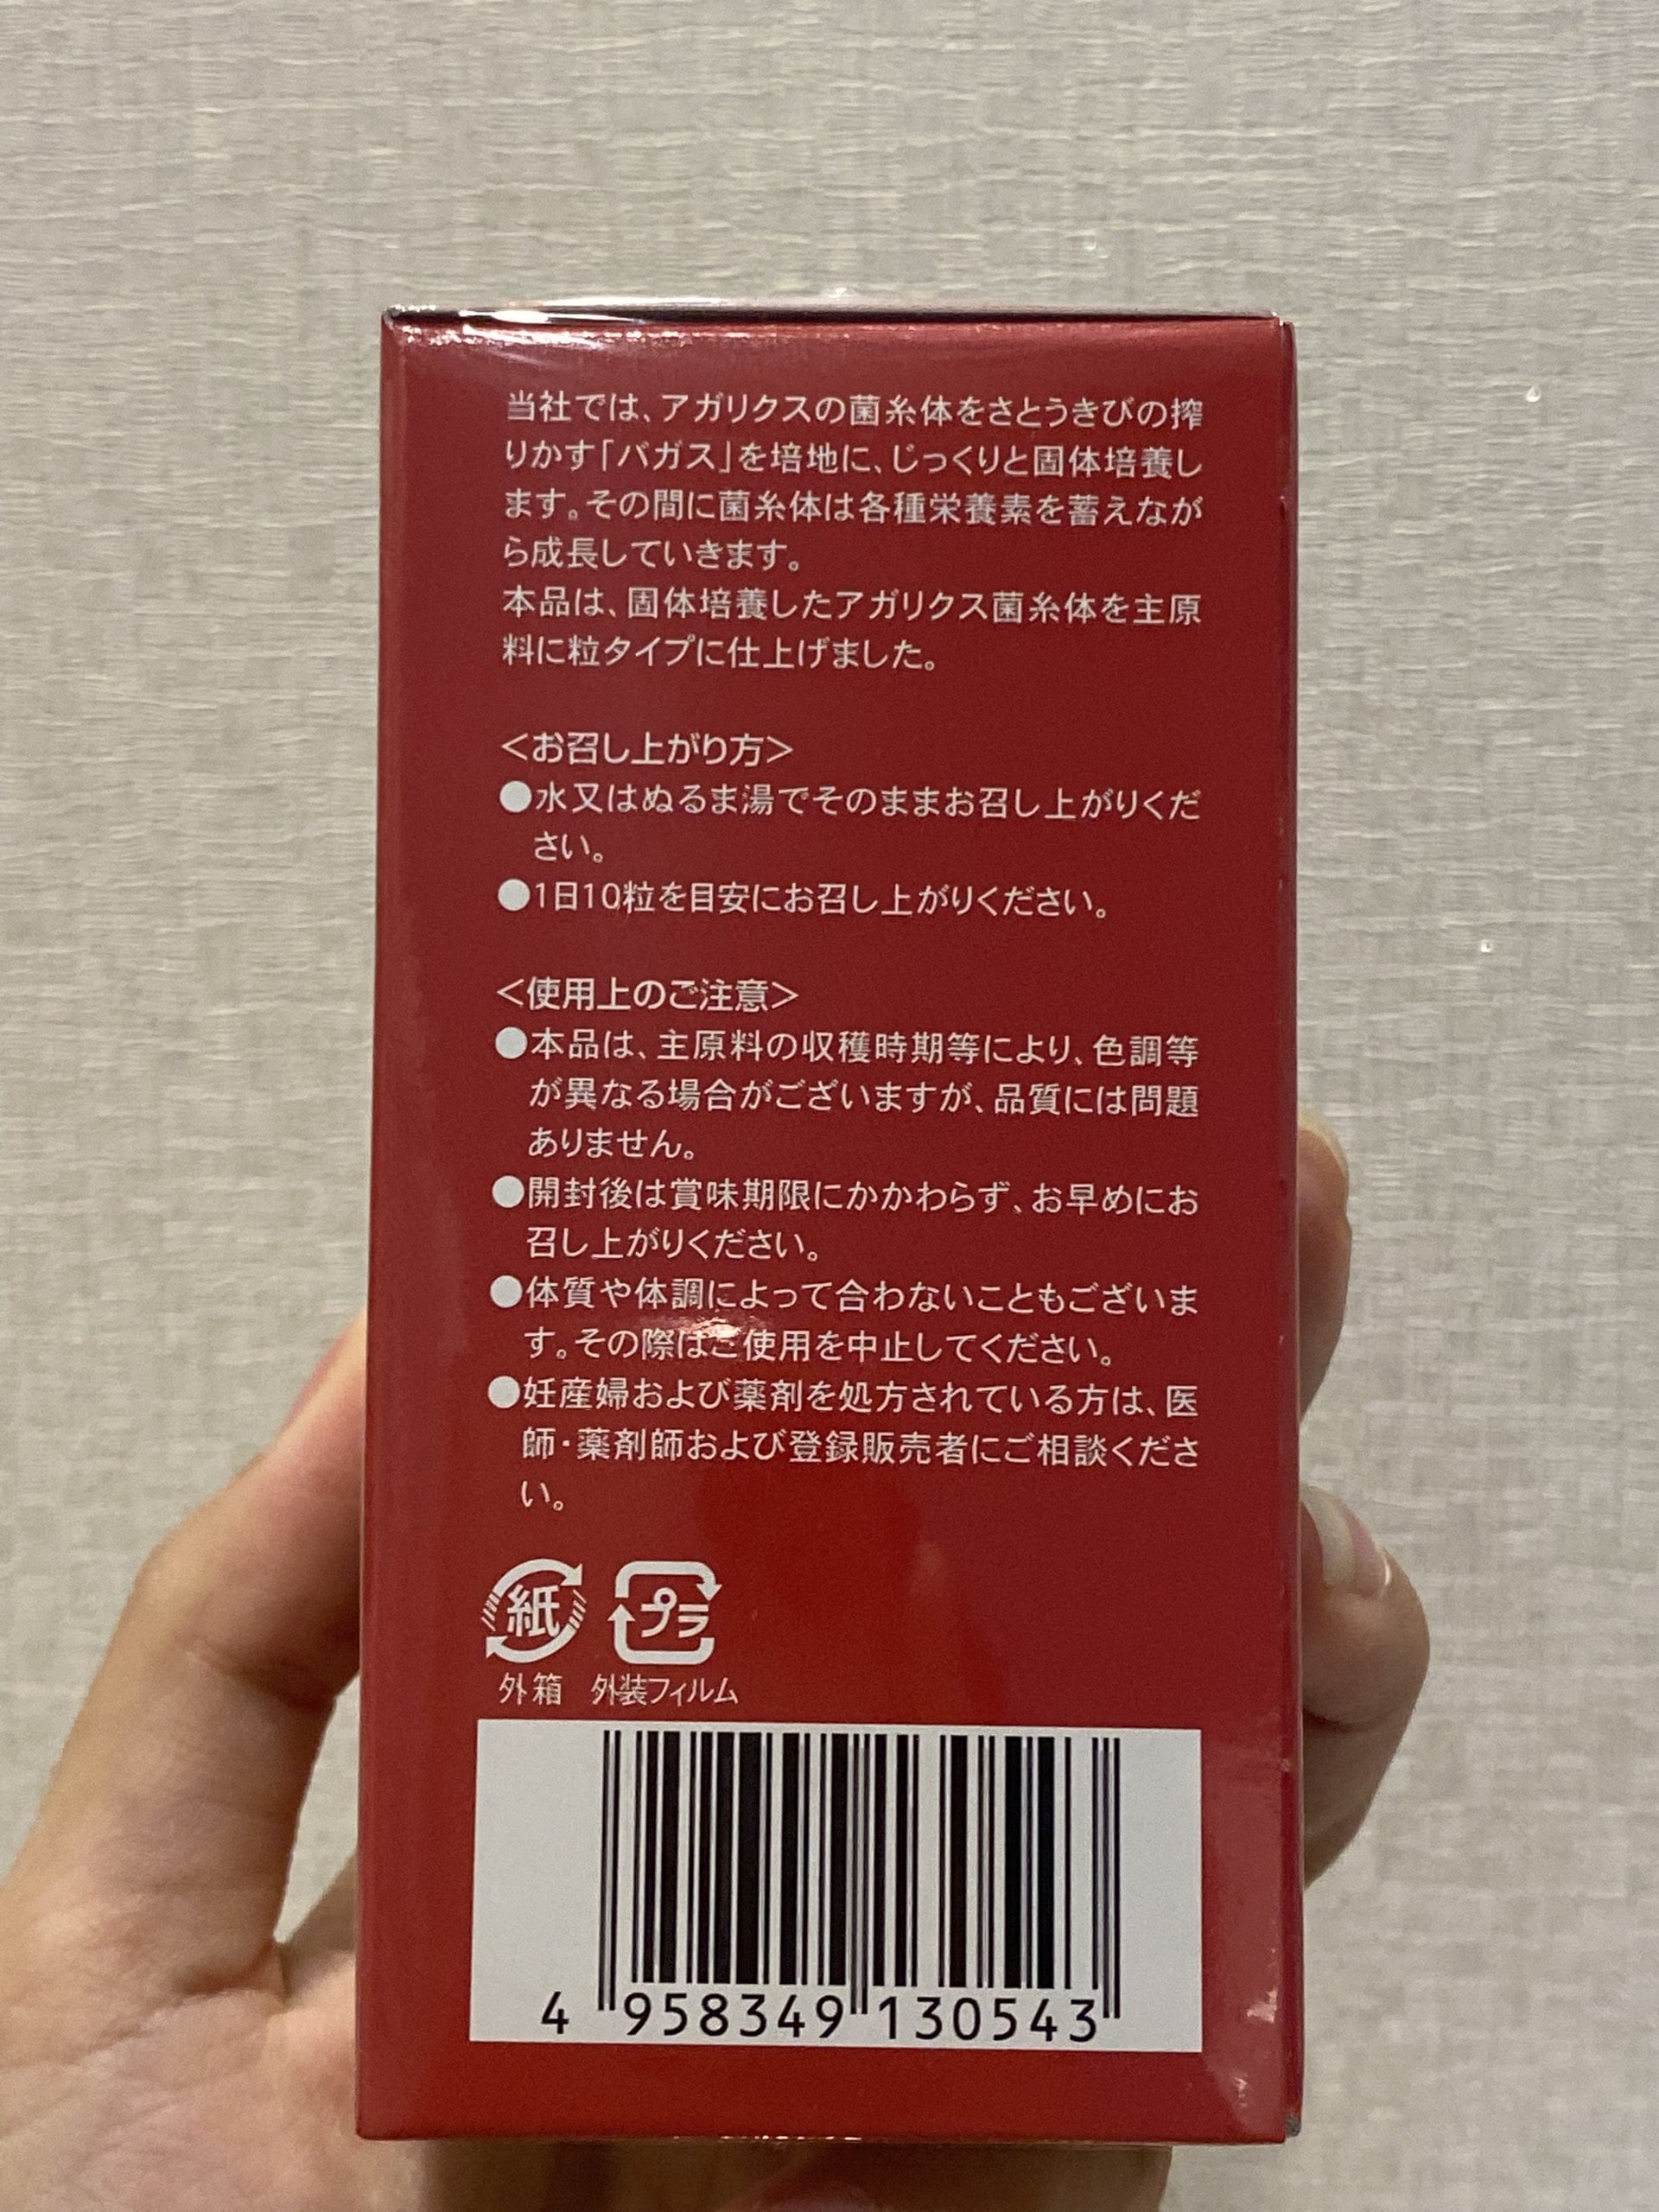 当社では、アガリクスの菌糸体をさとうきびの搾
りかす「バガス」を培地に、じっくりと固体培養し
ます。その間に菌糸体は各種栄養素を蓄えなが
ら成長していきます。
本品は、固体培養したアガリクス菌糸体を主原
料に粒タイプに仕上げました。
＜お召し上がり方＞
●水又はぬるま湯でそのままお召し上がりくだ
さい。
●1日10粒を目安にお召し上がりください。
＜使用上のご注意＞
●本品は、主原料の収穫時期等により、色調等
が異なる場合がございますが、品質には問題
ありません。
●開封後は賞味期限にかかわらず、お早めにお
召し上がりください。
●体質や体調によって合わないこともございま
す。その際はご使用を中止してください。
●妊産婦および薬剤を処方されている方は、医
師・薬剤師および登録販売者にご相談くださ
い。
紙 プラ
外箱 外装フィルム
4 958349 130543